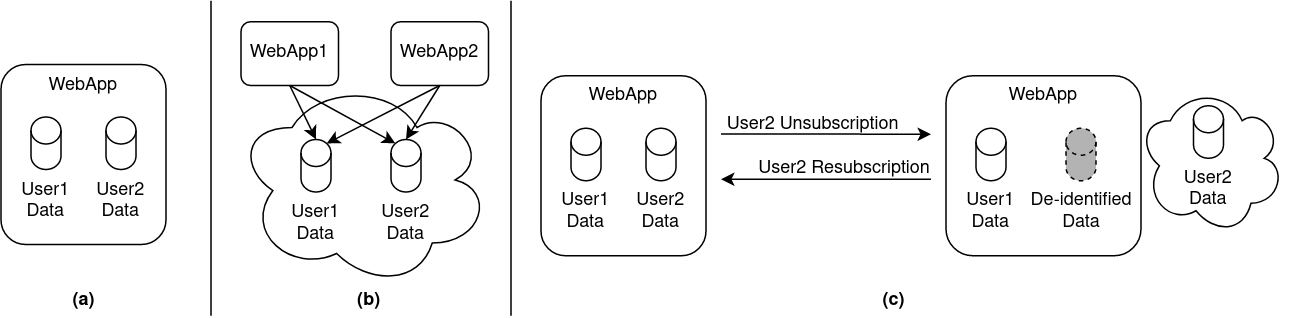 WebApp
User1
Data
User2
Data
(a)
WebApp1
WebApp2
User1
Data
User2
Data
(b)
WebApp
User1
Data
User2
Data
User2 Unsubscription
User2 Resubscription
WebApp
User1
Data
De-identified
Data
User2
Data
(c)